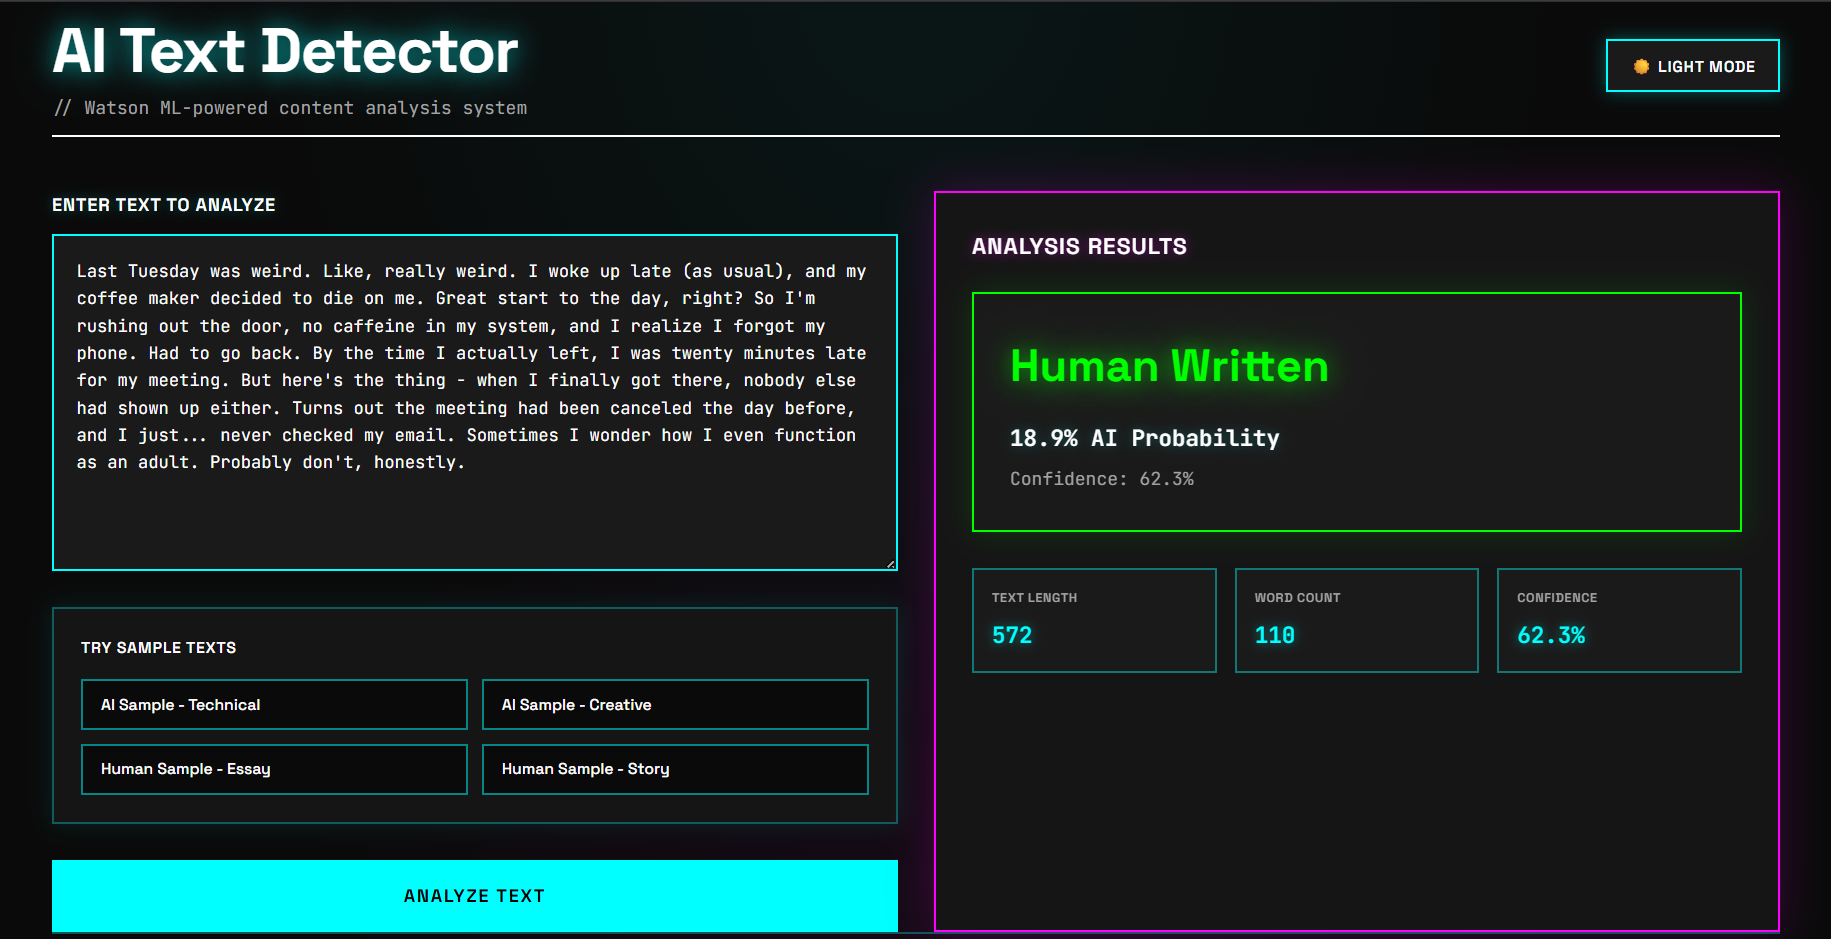 AI Text Detector
// Watson ML-powered content analysis system
LIGHT MODE
ENTER TEXT TO ANALYZE
Last Tuesday was weird. Like, really weird. I woke up late (as usual), and my
coffee maker decided to die on me. Great start to the day, right? So I'm
rushing out the door, no caffeine in my system, and I realize I forgot my
phone. Had to go back. By the time I actually left, I was twenty minutes late
for my meeting. But here's the thing - when I finally got there, nobody else
had shown up either. Turns out the meeting had been canceled the day before,
and I just... never checked my email. Sometimes I wonder how I even function
as an adult. Probably don't, honestly.
TRY SAMPLE TEXTS
AI Sample - Technical
AI Sample - Creative
Human Sample - Essay
Human Sample - Story
ANALYZE TEXT
ANALYSIS RESULTS
Human Written
18.9% AI Probability
Confidence: 62.3%
TEXT LENGTH
572
WORD COUNT
110
CONFIDENCE
62.3%